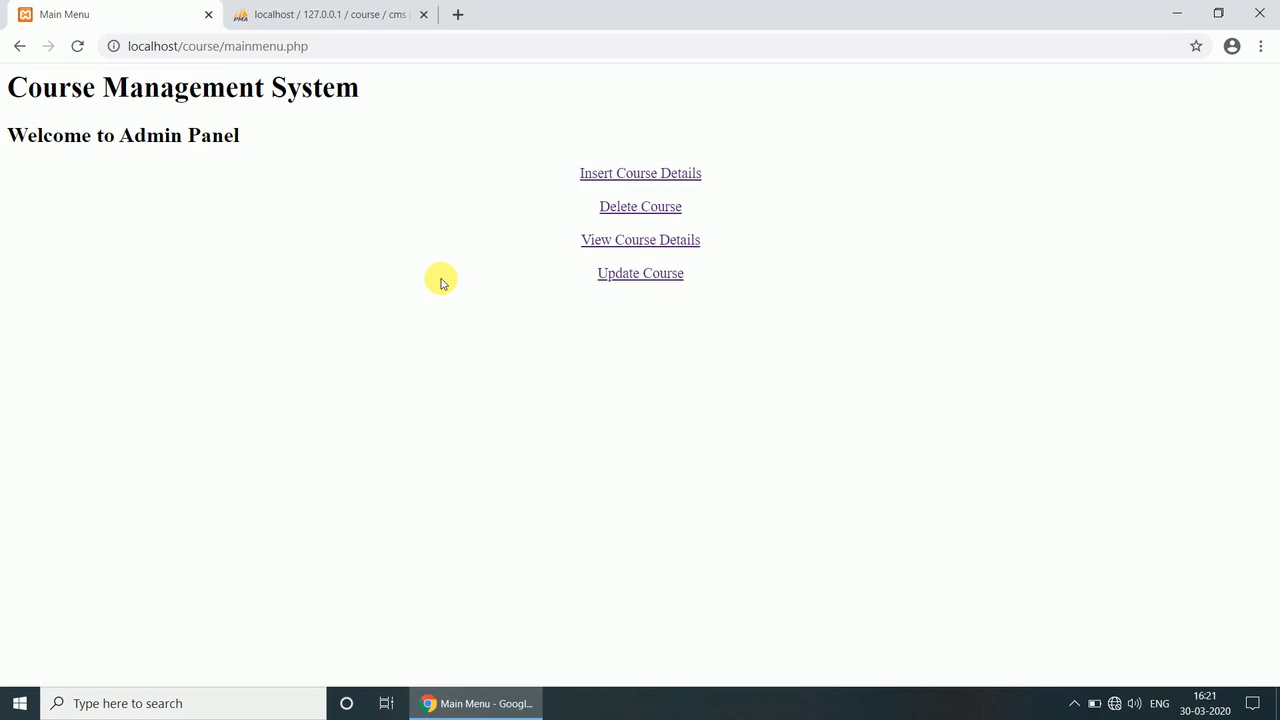 Main Menu
localhost / 127.0.0.1 / course / cms
localhost/course/mainmenu.php
Course Management System
Welcome to Admin Panel
Insert Course Details
Delete Course
View Course Details
Update Course
Type here to search
Main Menu - Googl...
ENG
16:21
30-03-2020